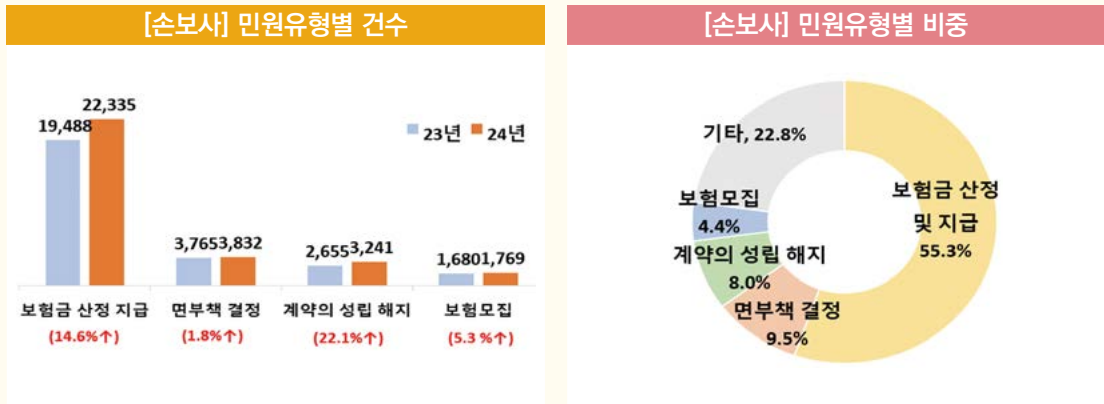 [손보사] 민원유형별 건수
22,335
19,488
23년 24년
3,765 3,832
2,655 3,241
1,680 1,769
보험금 산정 지급 면부책 결정 계약의 성립 해지 보험모집
(14.6%↑) (1.8%↑) (22.1%↑) (5.3 %↑)
[손보사] 민원유형별 비중
기타, 22.8%
보험금 산정
및 지급
55.3%
보험모집
4.4%
계약의 성립 해지
8.0%
면부책 결정
9.5%